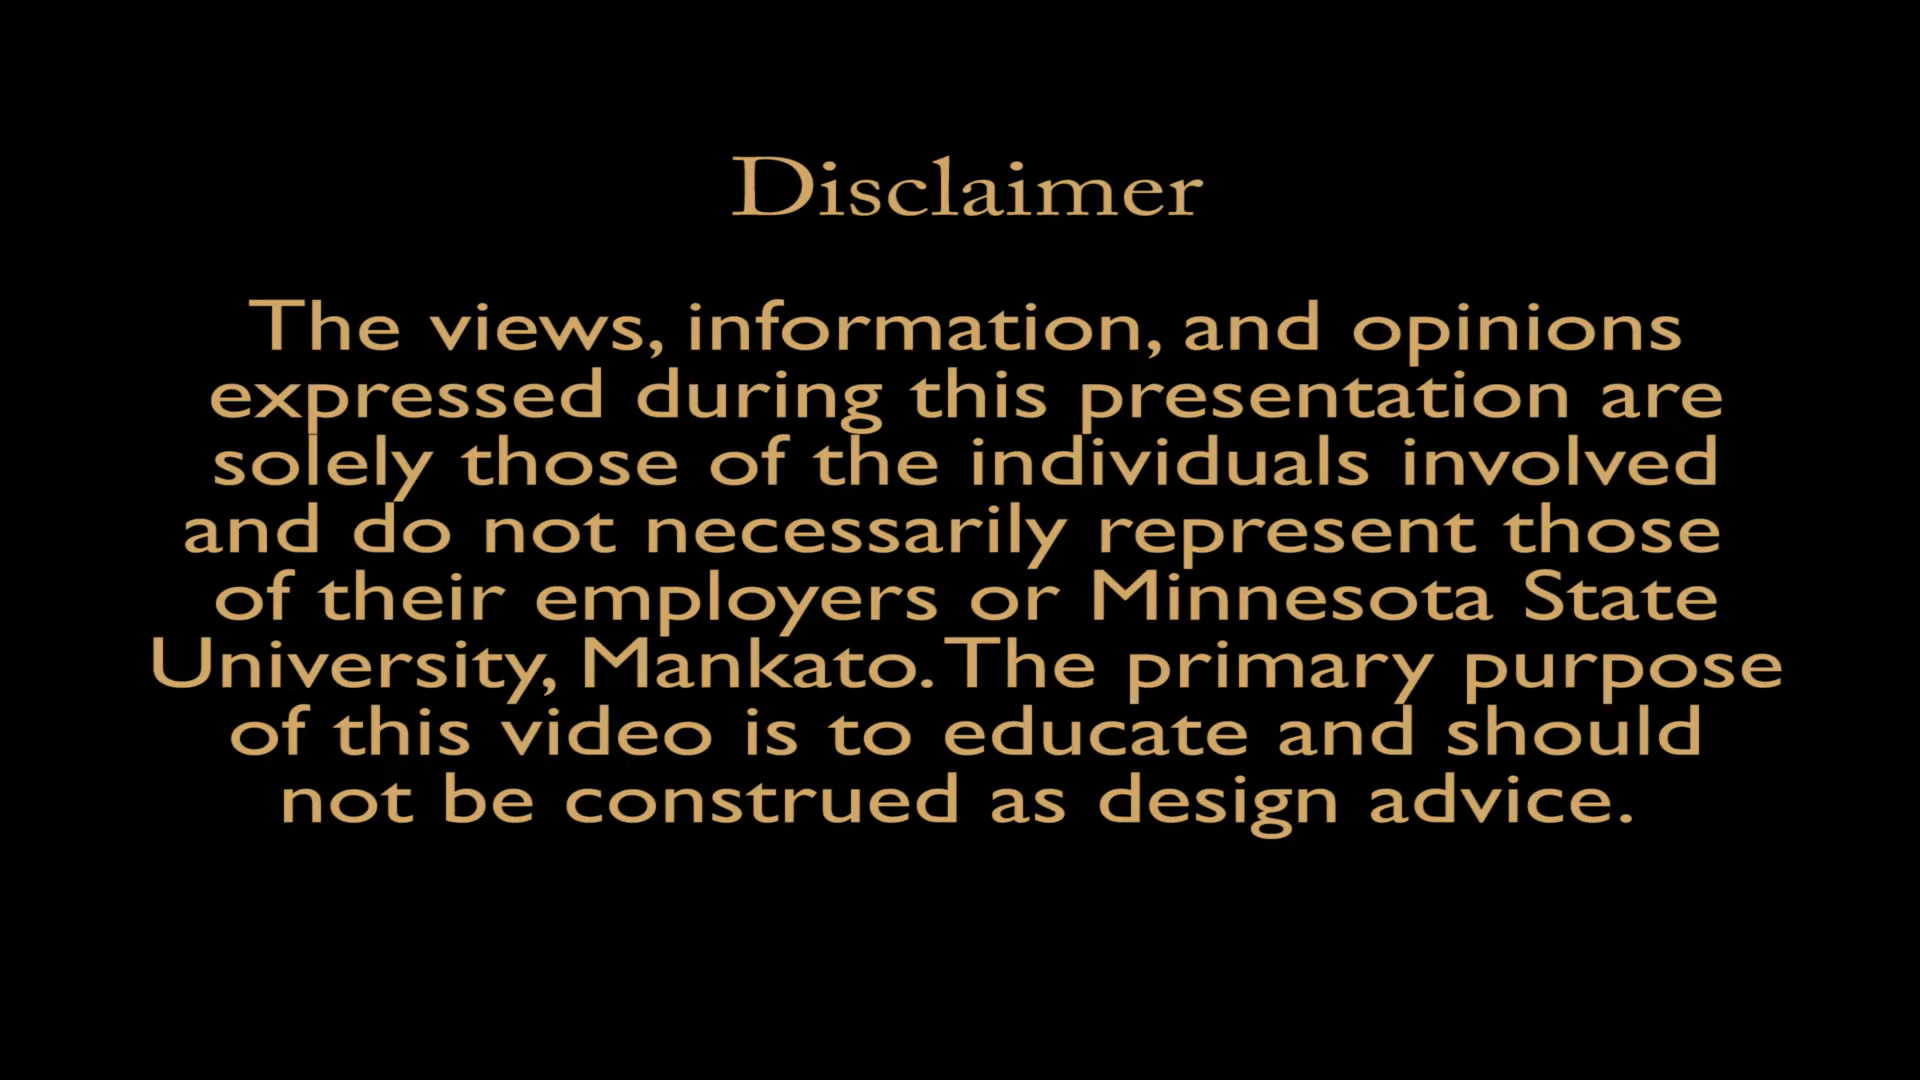 Disclaimer
The views, information, and opinions
expressed during this presentation are
solely those of the individuals involved
and do not necessarily represent those
of their employers or Minnesota State
University, Mankato. The primary purpose
of this video is to educate and should
not be construed as design advice.